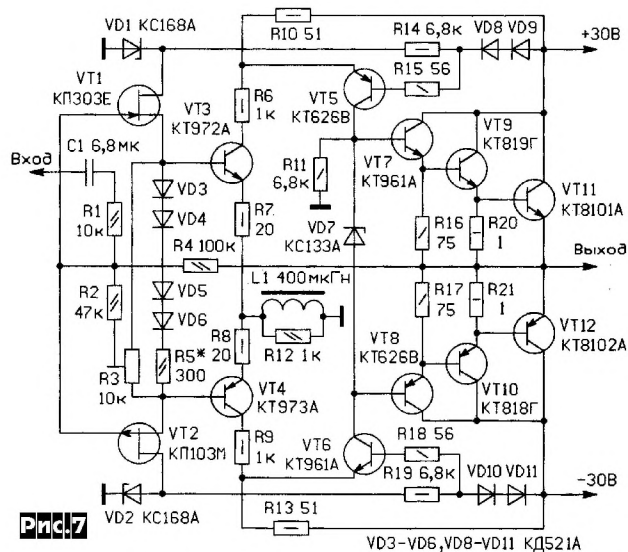 VD1 КС168А
R10 51
R14 6,8к
VD8 VD9
+30В
VT1
КП303Е
VT3
КТ972А
R6
1к
VT5
КТ626В
R15 56
VT9
КТ819Г
Вход
C1 6,8мк
R11
6,8к
VT7
КТ961А
VT11
КТ8101А
VD3
VD4
R7
20
R1
10к
R4 100к
VD7
КС133А
R16
75
R20
1
Выход
L1 400мкГн
R2
47к
VD5
VD6
R17
75
R21
1
R8
20
R12 1к
VT8
КТ626В
VT12
КТ8102А
R3
10к
R5*
300
VT4
КТ973А
VT10
КТ818Г
VT2
КП103М
R9
1к
VT6
КТ961А
R18 56
R19 6,8к
VD10 VD11
-30В
VD2 КС168А
R13 51
Рис.7
VD3-VD6,VD8-VD11 КД521А